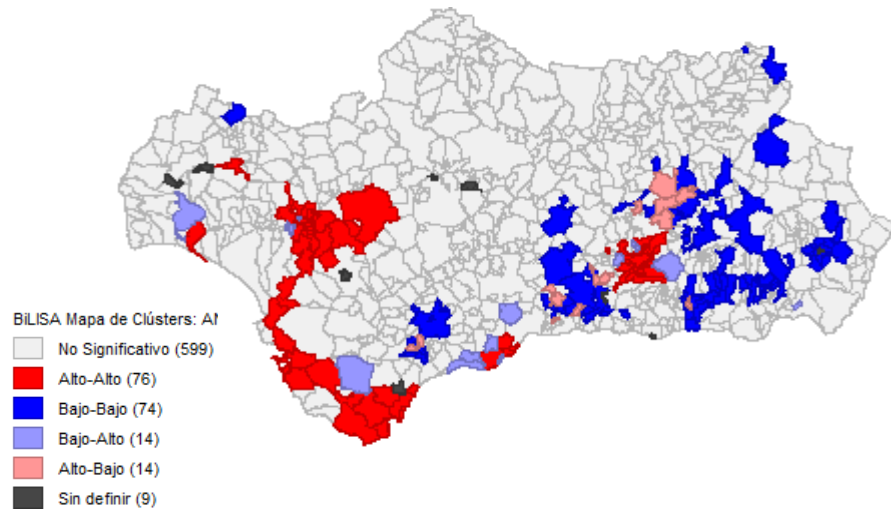 BiLISA Mapa de Clústers: AN
No Significativo (599)
Alto-Alto (76)
Bajo-Bajo (74)
Bajo-Alto (14)
Alto-Bajo (14)
Sin definir (9)